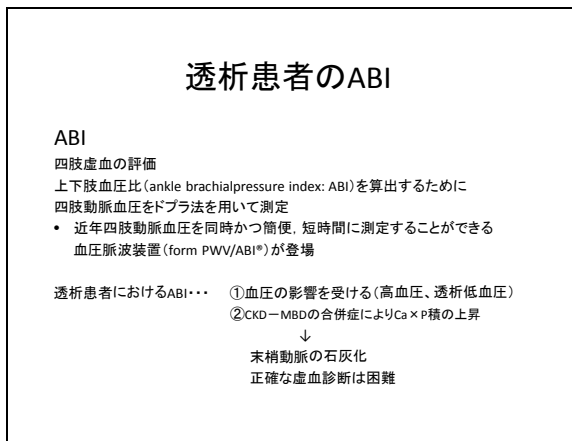 透析患者のABI
ABI
四肢虚血の評価
上下肢血圧比（ankle brachialpressure index: ABI）を算出するために
四肢動脈血圧をドプラ法を用いて測定
• 近年四肢動脈血圧を同時かつ簡便，短時間に測定することができる
血圧脈波装置（form PWV/ABI®）が登場
透析患者におけるABI･･･ ①血圧の影響を受ける（高血圧、透析低血圧）
②CKD－MBDの合併症によりCa×P積の上昇
↓
末梢動脈の石灰化
正確な虚血診断は困難